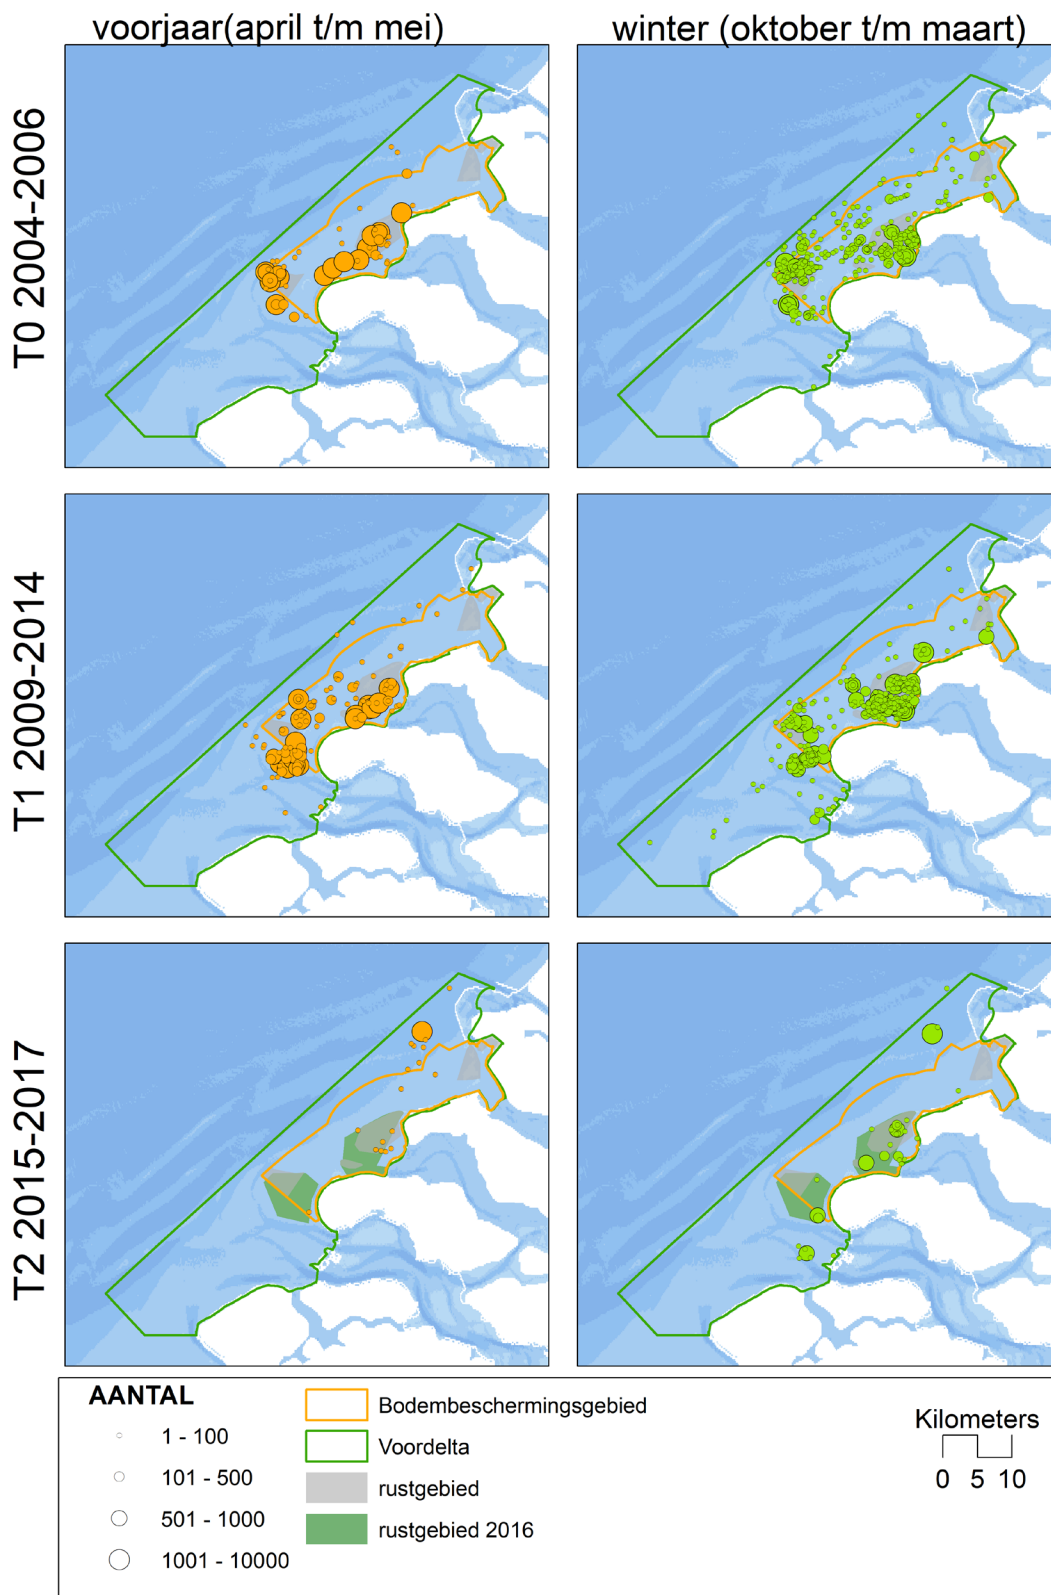 voorjaar(april t/m mei)
winter (oktober t/m maart)
T0 2004-2006
T1 2009-2014
T2 2015-2017
AANTAL
1 - 100
101 - 500
501 - 1000
1001 - 10000
Bodembeschermingsgebied
Voordelta
rustgebied
rustgebied 2016
Kilometers
0 5 10